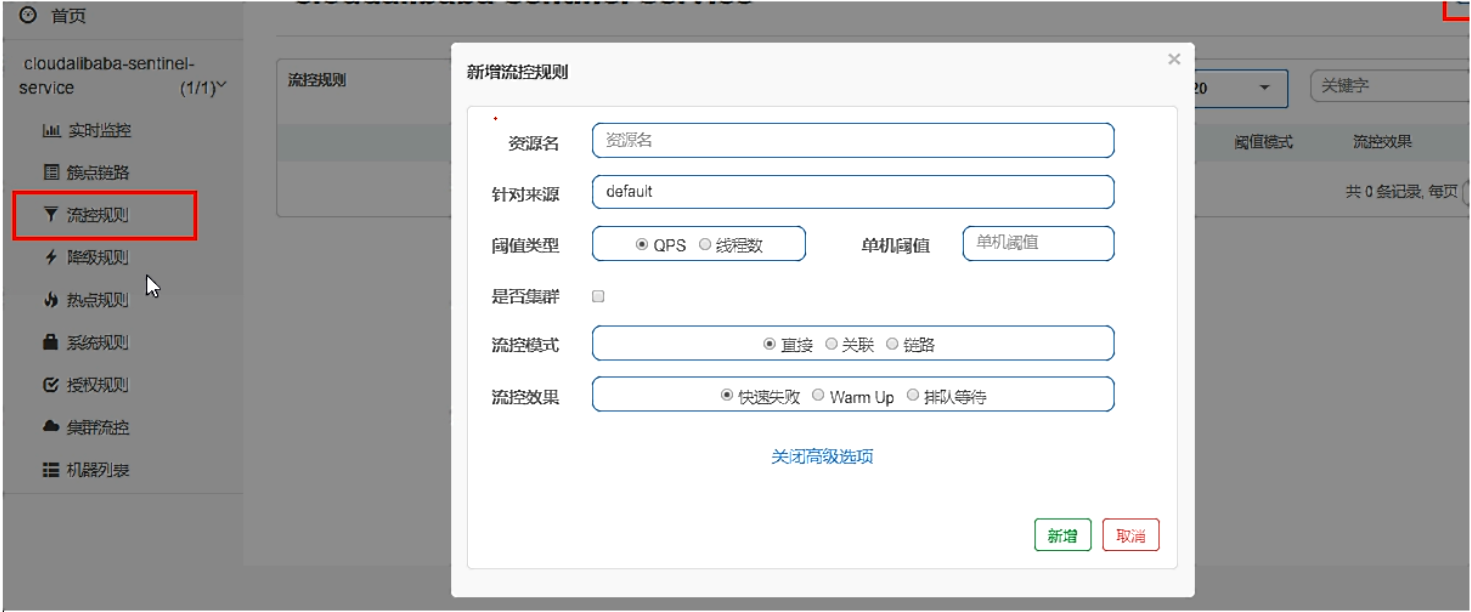 首页
cloudalibaba-sentinel-service
cloudalibaba-sentinel-
service (1/1)
实时监控
簇点链路
流控规则
降级规则
热点规则
系统规则
授权规则
集群流控
机器列表
流控规则
20
关键字
阈值模式 流控效果
共 0 条记录, 每页
新增流控规则 ×
资源名 资源名
针对来源 default
阈值类型 QPS 线程数 单机阈值 单机阈值
是否集群
流控模式 直接 关联 链路
流控效果 快速失败 Warm Up 排队等待
关闭高级选项
新增 取消